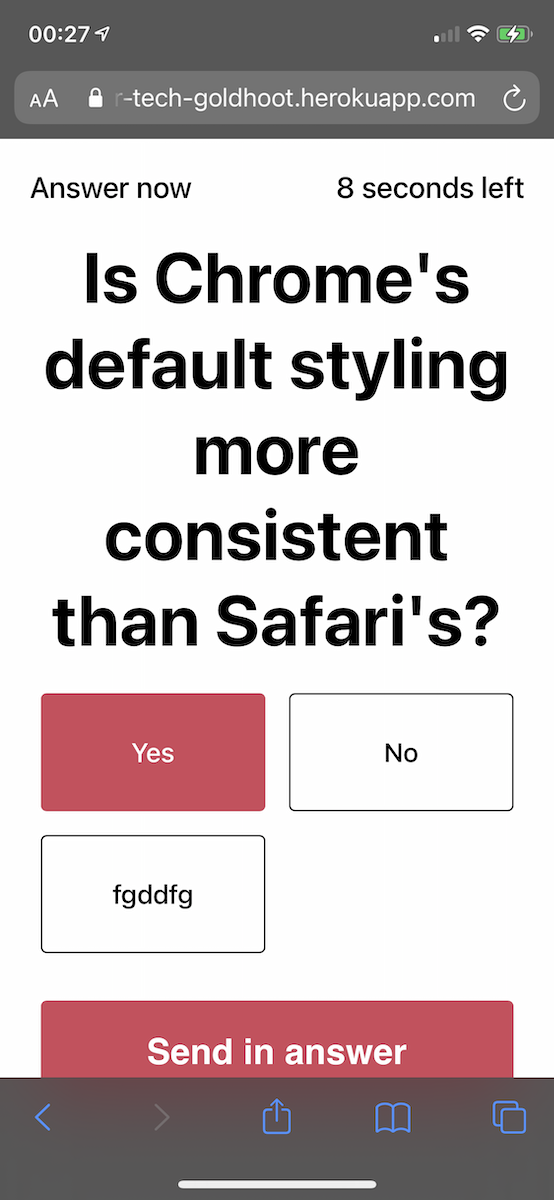 00:27
AA -tech-goldhoot.herokuapp.com
Answer now 8 seconds left
Is Chrome's
default styling
more
consistent
than Safari's?
Yes No
fgddfg
Send in answer